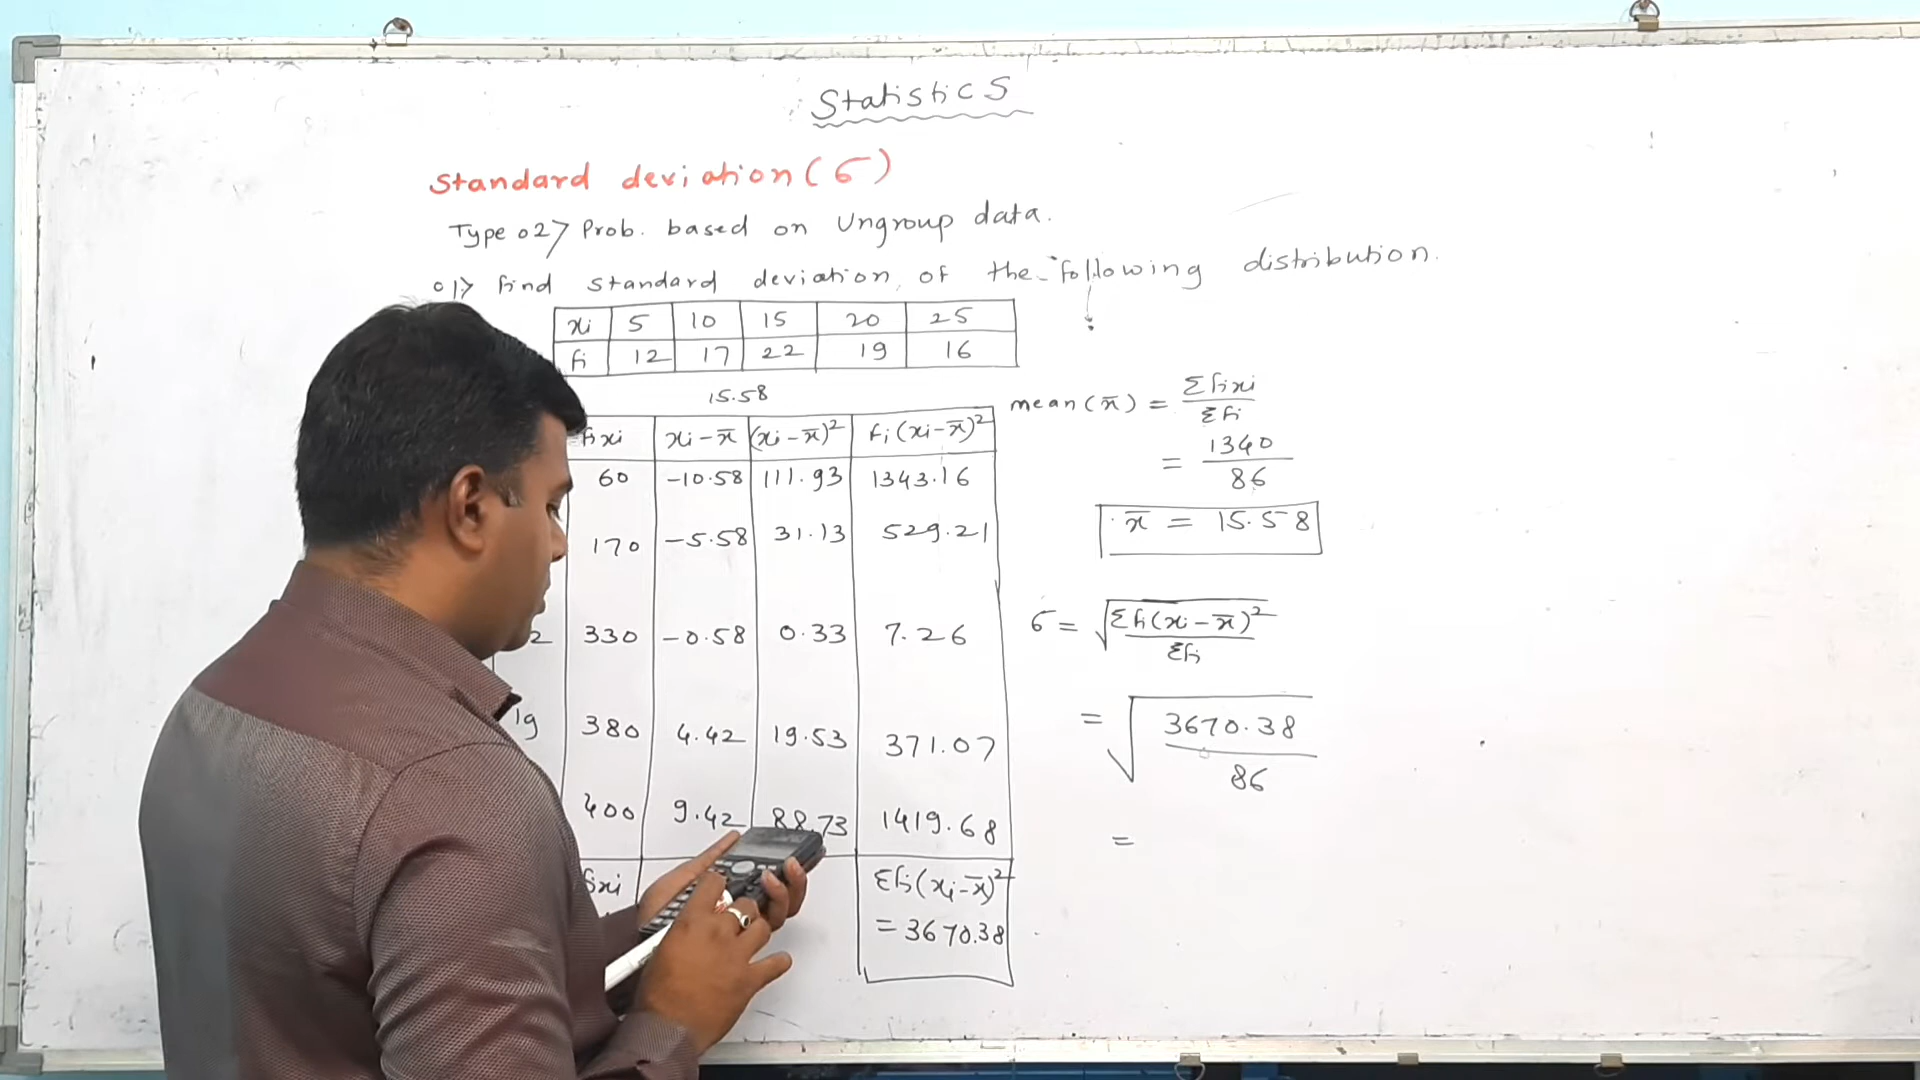 Statistics
Standard deviation (σ)
Type 02> Prob. based on Ungroup data.
01> find standard deviation, of the following distribution.
xi 5 10 15 20 25
fi 12 17 22 19 16
15.58
fixi xi-x̄ (xi-x̄)² fi(xi-x̄)²
60 -10.58 111.93 1343.16
170 -5.58 31.13 529.21
2 330 -0.58 0.33 7.26
19 380 4.42 19.53 371.07
400 9.42 88.73 1419.68
fixi Σfi(xi-x̄)²
= 3670.38
mean (x̄) = Σfixi
Σfi
= 1340
86
x̄ = 15.58
σ = √Σfi(xi-x̄)²
Σfi
= √3670.38
86
=